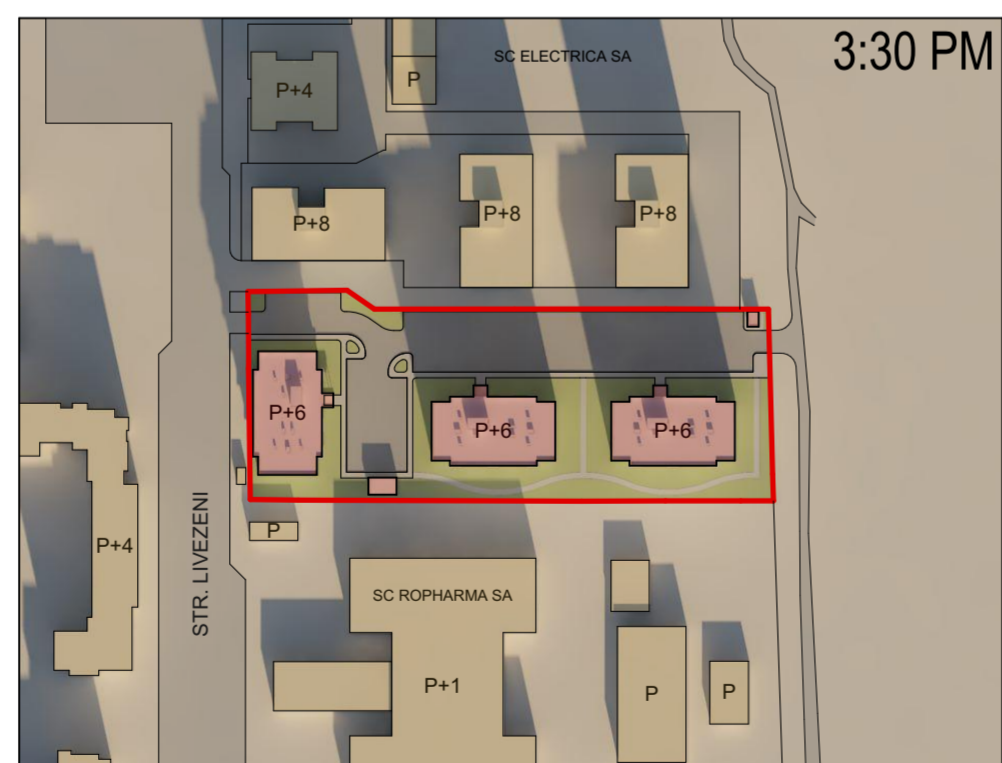 3:30 PM
SC ELECTRICA SA
P
P+4
P+8
P+8
P+8
P+6
P+6
P+6
P
P+4
STR. LIVEZENI
SC ROPHARMA SA
P+1
P
P